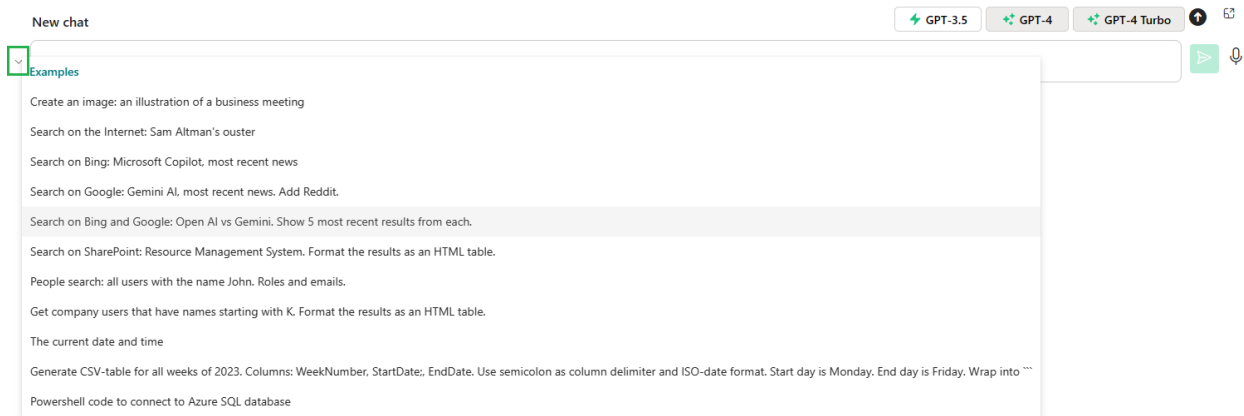 New chat
GPT-3.5
GPT-4
GPT-4 Turbo
Examples
Create an image: an illustration of a business meeting
Search on the Internet: Sam Altman's ouster
Search on Bing: Microsoft Copilot, most recent news
Search on Google: Gemini AI, most recent news. Add Reddit.
Search on Bing and Google: Open AI vs Gemini. Show 5 most recent results from each.
Search on SharePoint: Resource Management System. Format the results as an HTML table.
People search: all users with the name John. Roles and emails.
Get company users that have names starting with K. Format the results as an HTML table.
The current date and time
Generate CSV-table for all weeks of 2023. Columns: WeekNumber, StartDate;, EndDate. Use semicolon as column delimiter and ISO-date format. Start day is Monday. End day is Friday. Wrap into ```
Powershell code to connect to Azure SQL database